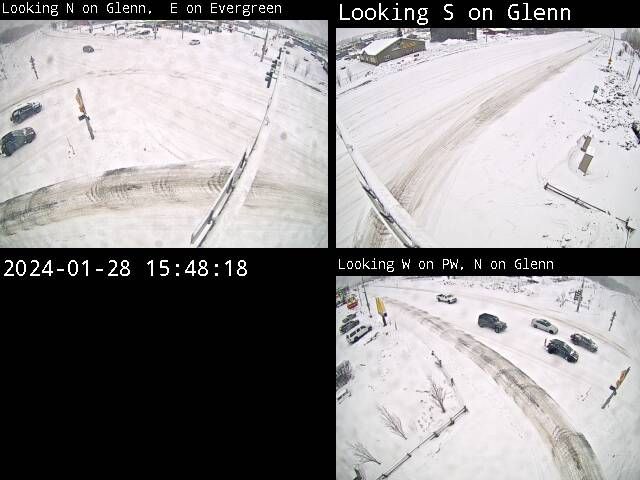 Looking N on Glenn,  E on Evergreen
Looking S on Glenn
2024-01-28 15:48:18
Looking W on PW, N on Glenn